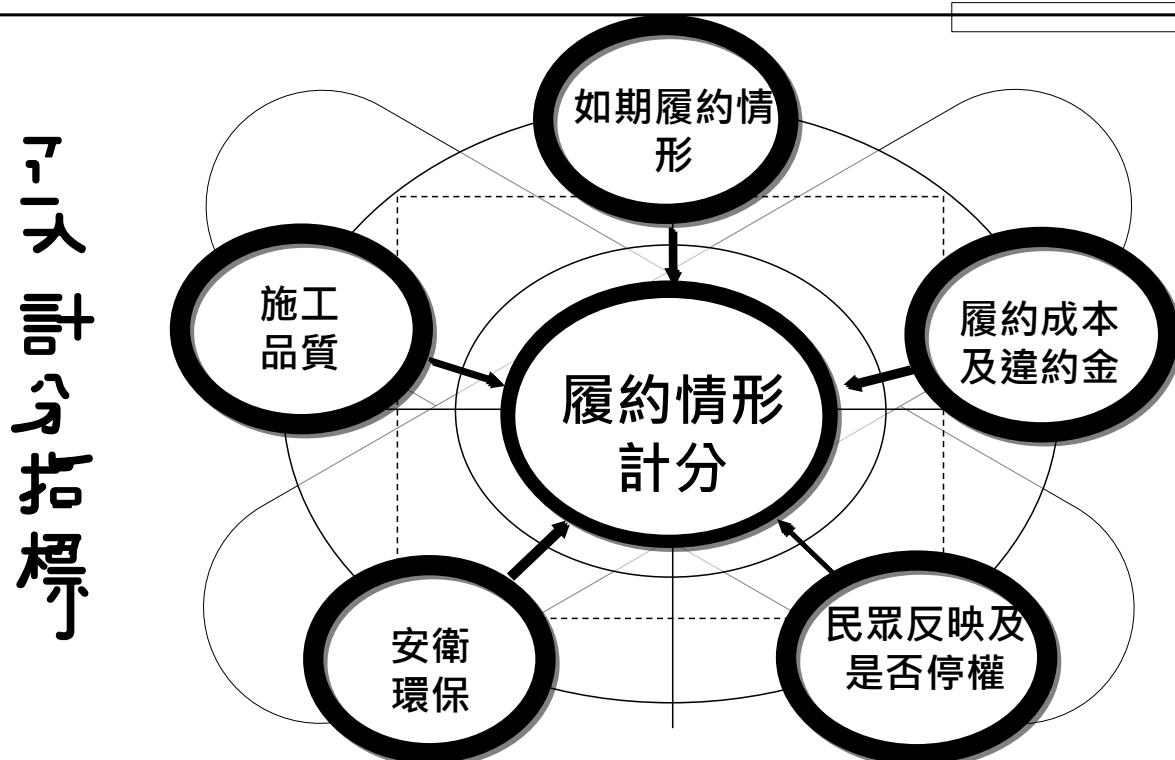 計分指標
如期履約情
形
施工
品質
履約成本
及違約金
履約情形
計分
安衛
環保
民眾反映及
是否停權